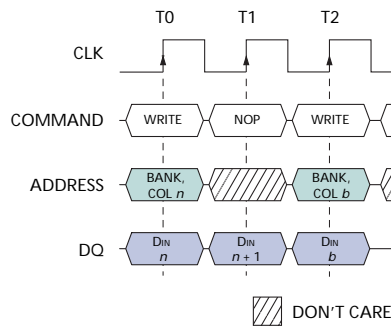 T0 T1 T2
CLK
COMMAND WRITE NOP WRITE
ADDRESS BANK, COL n BANK, COL b
DQ DIN n DIN n + 1 DIN b
DON'T CARE